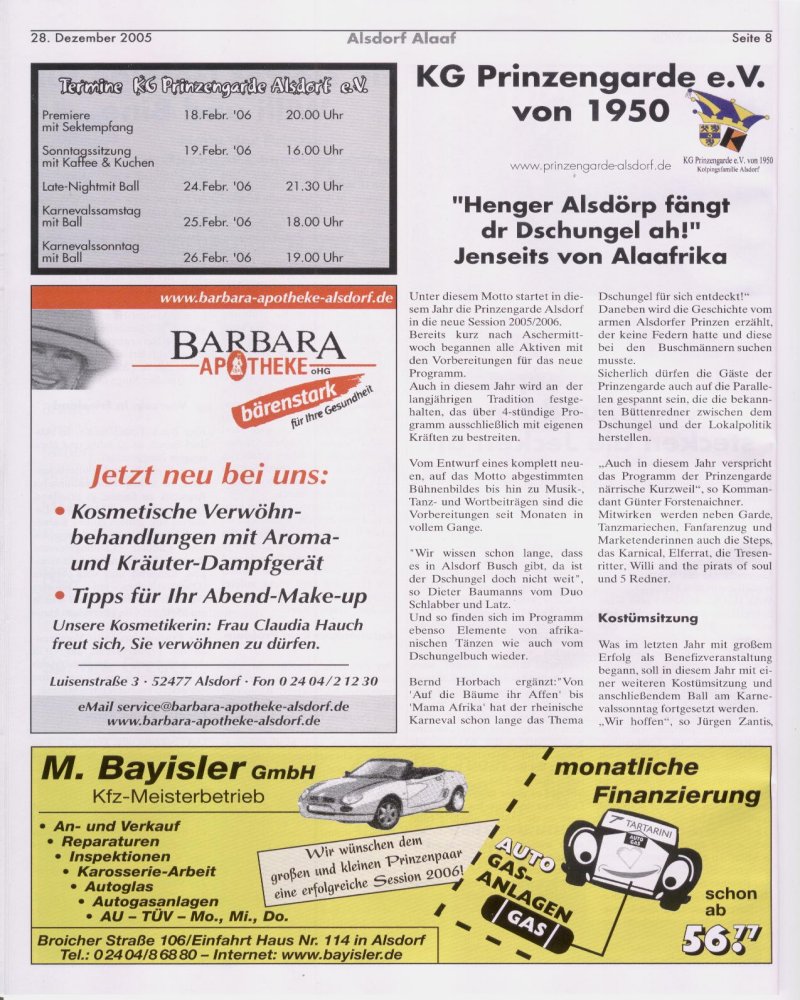 28. Dezember 2005
Alsdorf Alaaf
Seite 8
Termine KG Prinzengarde Alsdorf e.V.
Premiere 18.Febr. '06 20.00 Uhr
mit Sektempfang
Sonntagssitzung 19.Febr. '06 16.00 Uhr
mit Kaffee & Kuchen
Late-Nightmit Ball 24.Febr. '06 21.30 Uhr
Karnevalssamstag
mit Ball 25.Febr. '06 18.00 Uhr
Karnevalssonntag
mit Ball 26.Febr. '06 19.00 Uhr
www.barbara-apotheke-alsdorf.de
BARBARA
APOTHEKE OHG
bärenstark
für Ihre Gesundheit
Jetzt neu bei uns:
• Kosmetische Verwöhn-
behandlungen mit Aroma-
und Kräuter-Dampfgerät
• Tipps für Ihr Abend-Make-up
Unsere Kosmetikerin: Frau Claudia Hauch
freut sich, Sie verwöhnen zu dürfen.
Luisenstraße 3 · 52477 Alsdorf · Fon 0 24 04/2 12 30
eMail service@barbara-apotheke-alsdorf.de
www.barbara-apotheke-alsdorf.de
KG Prinzengarde e.V.
von 1950
KG Prinzengarde e.V. von 1950
Kolpingsfamilie Alsdorf
www.prinzengarde-alsdorf.de
"Henger Alsdörp fängt
dr Dschungel ah!"
Jenseits von Alaafrika
Unter diesem Motto startet in die-
sem Jahr die Prinzengarde Alsdorf
in die neue Session 2005/2006.
Bereits kurz nach Aschermitt-
woch begannen alle Aktiven mit
den Vorbereitungen für das neue
Programm.
Auch in diesem Jahr wird an der
langjährigen Tradition festge-
halten, das über 4-stündige Pro-
gramm ausschließlich mit eigenen
Kräften zu bestreiten.
Vom Entwurf eines komplett neu-
en, auf das Motto abgestimmten
Bühnenbildes bis hin zu Musik-,
Tanz- und Wortbeiträgen sind die
Vorbereitungen seit Monaten in
vollem Gange.
"Wir wissen schon lange, dass
es in Alsdorf Busch gibt, da ist
der Dschungel doch nicht weit",
so Dieter Baumanns vom Duo
Schlabber und Latz.
Und so finden sich im Programm
ebenso Elemente von afrika-
nischen Tänzen wie auch vom
Dschungelbuch wieder.
Bernd Horbach ergänzt:"Von
'Auf die Bäume ihr Affen' bis
'Mama Afrika' hat der rheinische
Karneval schon lange das Thema
Dschungel für sich entdeckt!"
Daneben wird die Geschichte vom
armen Alsdorfer Prinzen erzählt,
der keine Federn hatte und diese
bei den Buschmännern suchen
musste.
Sicherlich dürfen die Gäste der
Prinzengarde auch auf die Paralle-
len gespannt sein, die die bekann-
ten Büttenredner zwischen dem
Dschungel und der Lokalpolitik
herstellen.
„Auch in diesem Jahr verspricht
das Programm der Prinzengarde
närrische Kurzweil", so Komman-
dant Günter Forstenaichner.
Mitwirken werden neben Garde,
Tanzmariechen, Fanfarenzug und
Marketenderinnen auch die Steps,
das Karnical, Elferrat, die Tresen-
ritter, Willi and the pirats of soul
und 5 Redner.
Kostümsitzung
Was im letzten Jahr mit großem
Erfolg als Benefizveranstaltung
begann, soll in diesem Jahr mit ei-
ner weiteren Kostümsitzung und
anschließendem Ball am Karne-
valssonntag fortgesetzt werden.
„Wir hoffen", so Jürgen Zantis,
M. Bayisler GmbH
Kfz-Meisterbetrieb
• An- und Verkauf
• Reparaturen
• Inspektionen
• Karosserie-Arbeit
• Autoglas
• Autogasanlagen
• AU – TÜV – Mo., Mi., Do.
Wir wünschen dem
großen und kleinen Prinzenpaar
eine erfolgreiche Session 2006!
Broicher Straße 106/Einfahrt Haus Nr. 114 in Alsdorf
Tel.: 0 24 04/8 68 80 – Internet: www.bayisler.de
monatliche
Finanzierung
TARTARINI
AUTO
GAS
AUTO
GAS-
ANLAGEN
GAS
schon
ab
56.77